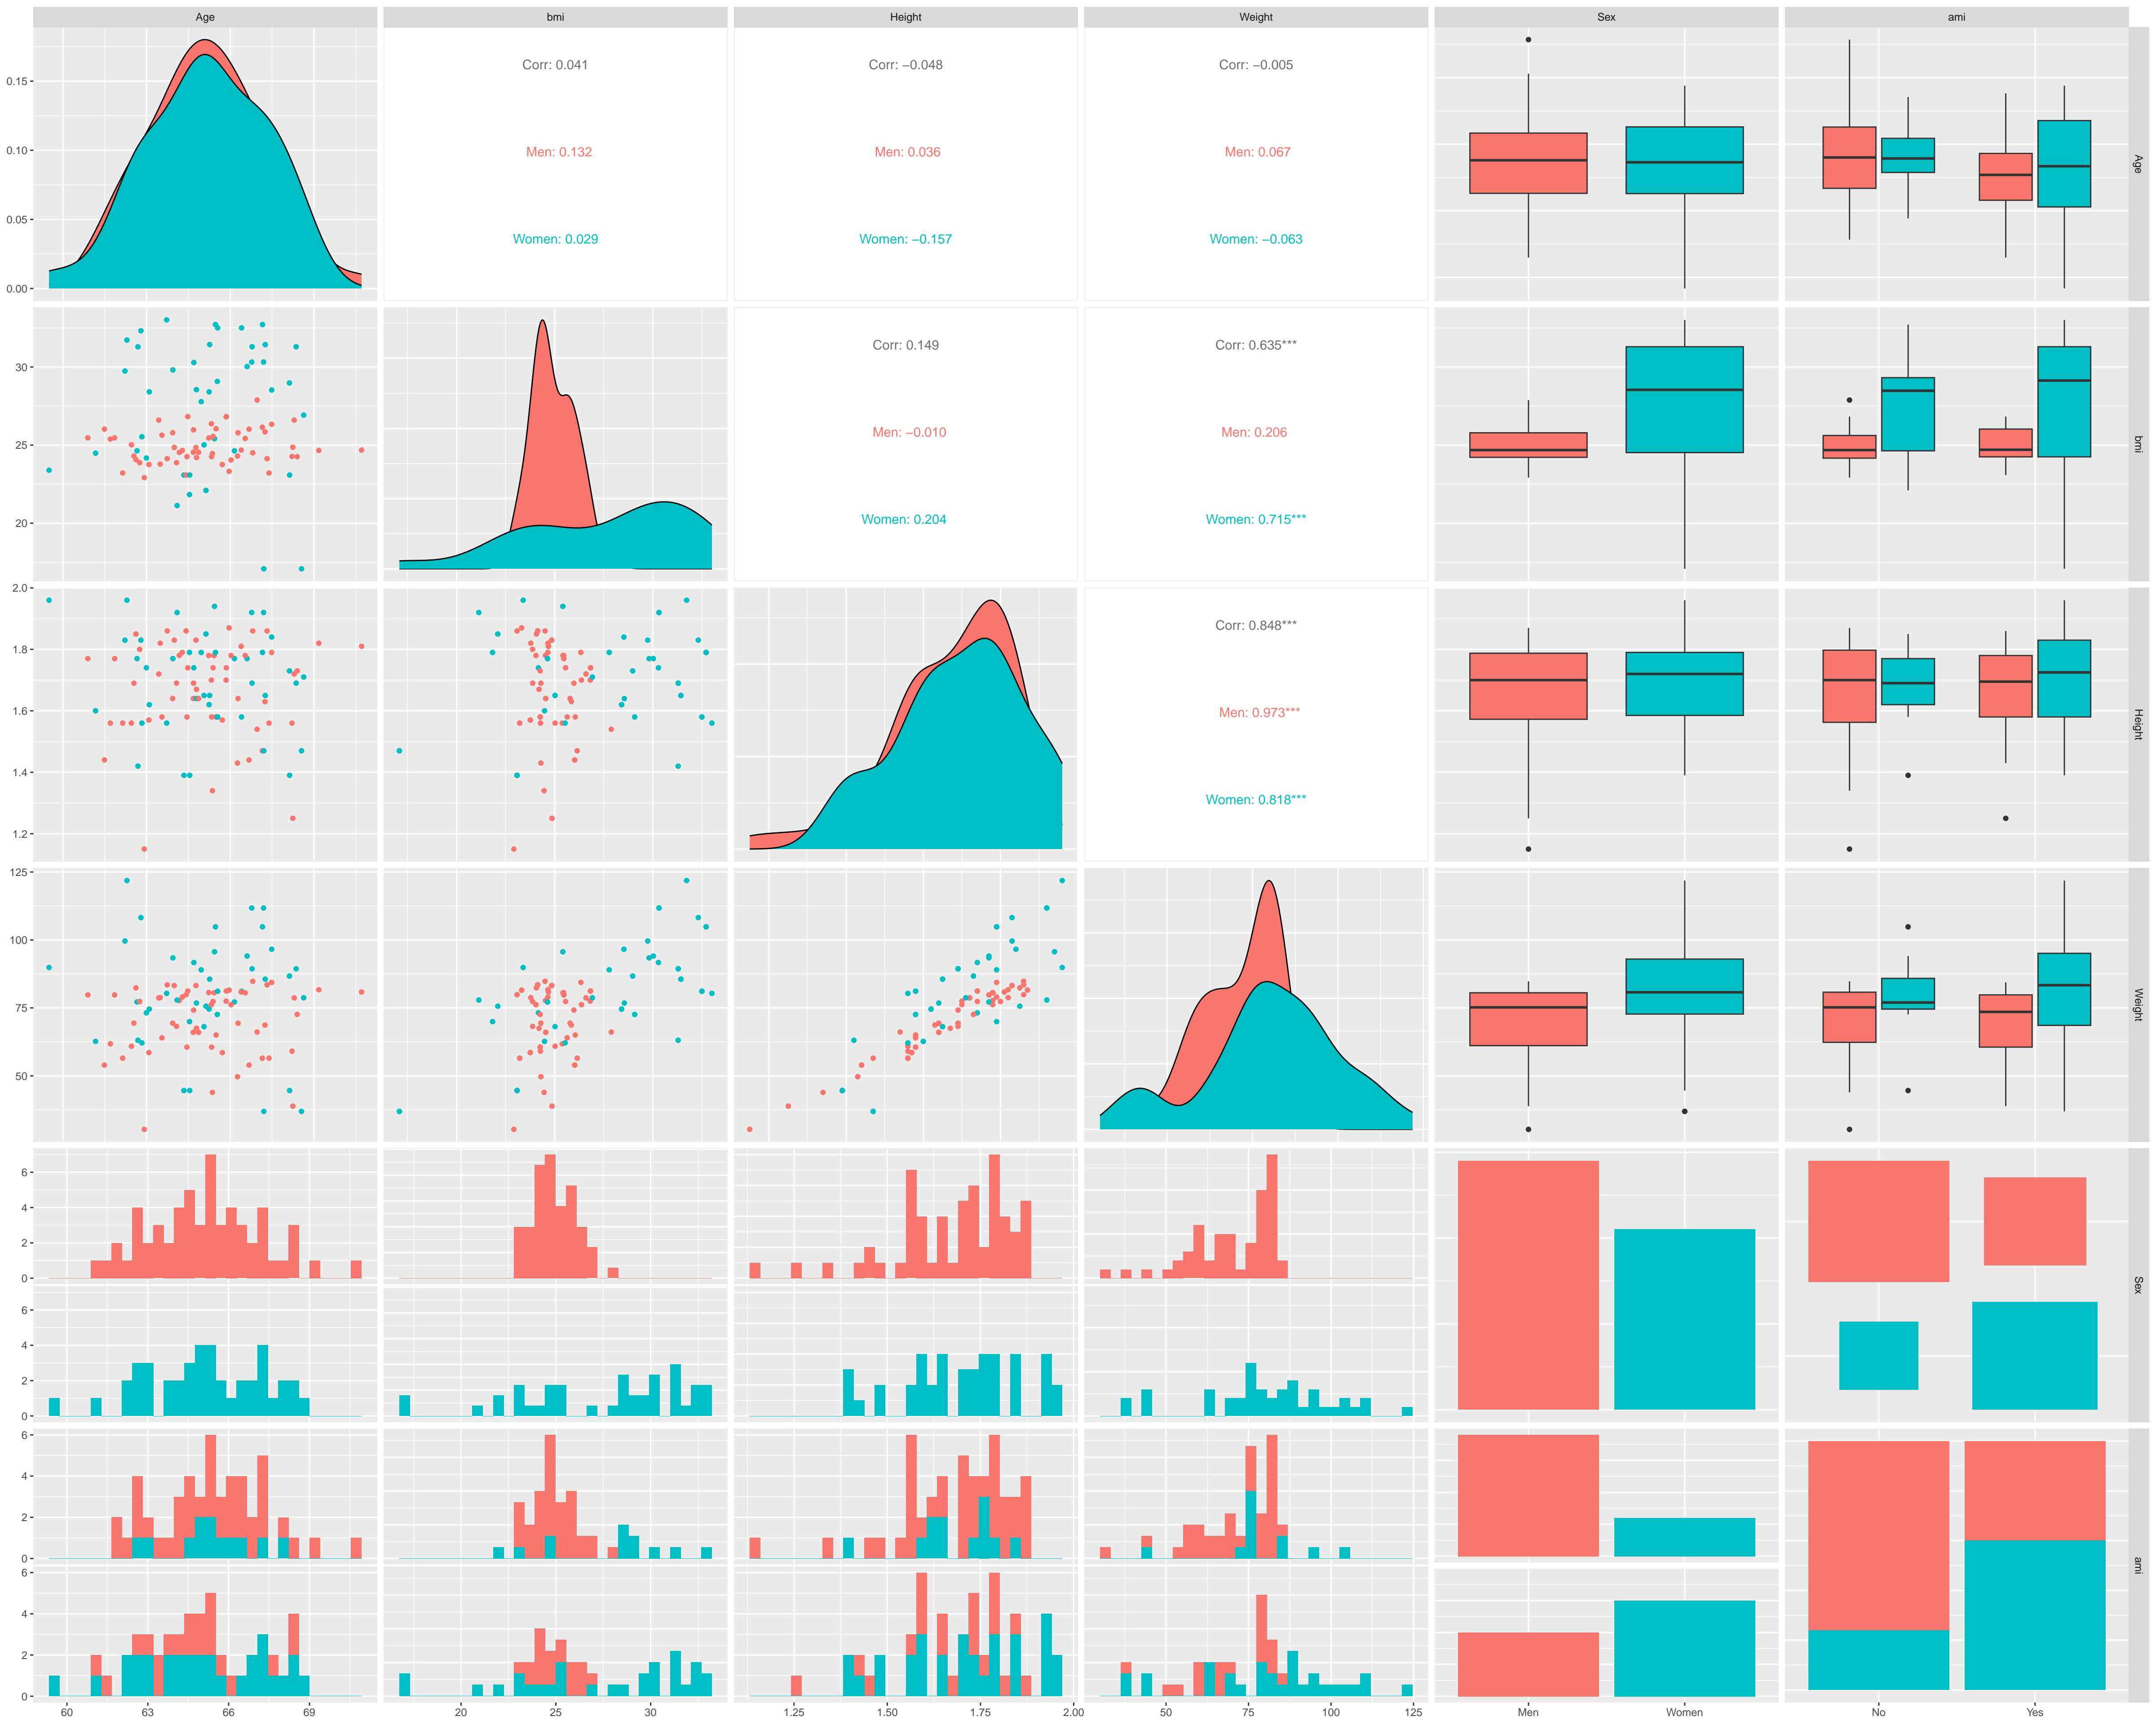 Age bmi Height Weight Sex ami
0.15
0.10
0.05
0.00
Corr: 0.041
Men: 0.132
Women: 0.029
Corr: −0.048
Men: 0.036
Women: −0.157
Corr: −0.005
Men: 0.067
Women: −0.063
Age
30
25
20
Corr: 0.149
Men: −0.010
Women: 0.204
Corr: 0.635***
Men: 0.206
Women: 0.715***
bmi
2.0
1.8
1.6
1.4
1.2
Corr: 0.848***
Men: 0.973***
Women: 0.818***
Height
125
100
75
50
Weight
6
4
2
0
6
4
2
0
Sex
6
4
2
0
6
4
2
0
ami
60 63 66 69
20 25 30
1.25 1.50 1.75 2.00
50 75 100 125
Men Women
No Yes